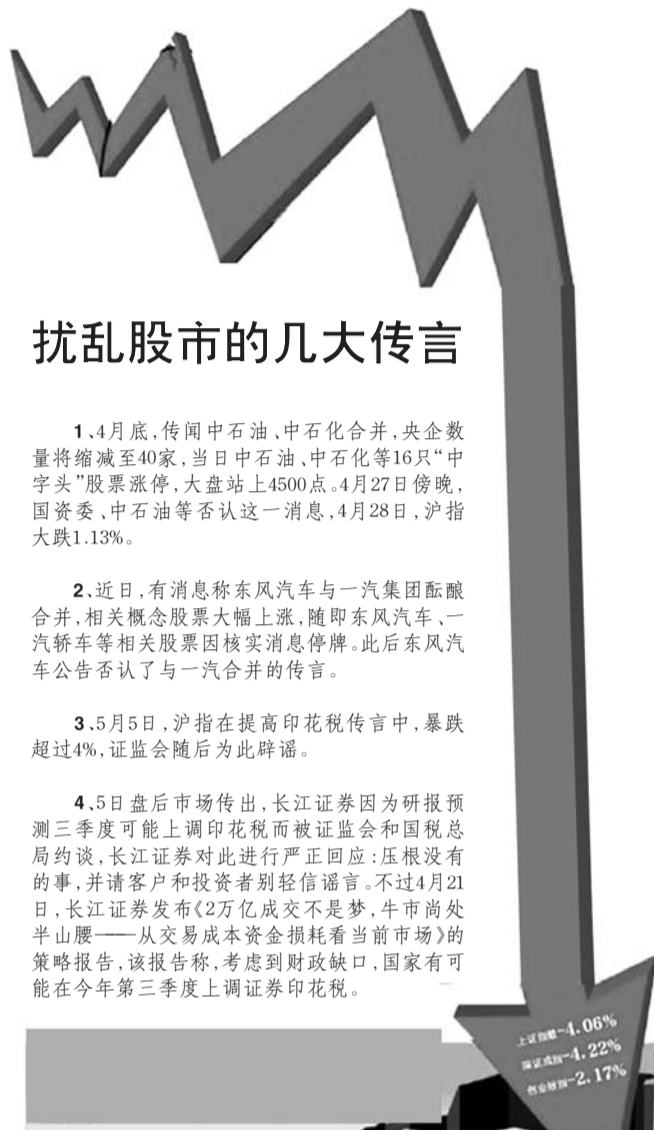 扰乱股市的几大传言
1、4月底,传闻中石油、中石化合并,央企数
量将缩减至40家,当日中石油、中石化等16只“中
字头”股票涨停,大盘站上4500点。4月27日傍晚,
国资委、中石油等否认这一消息,4月28日,沪指
大跌1.13%。
2、近日,有消息称东风汽车与一汽集团酝酿
合并,相关概念股票大幅上涨,随即东风汽车、一
汽轿车等相关股票因核实消息停牌。此后东风汽
车公告否认了与一汽合并的传言。
3、5月5日,沪指在提高印花税传言中,暴跌
超过4%,证监会随后为此辟谣。
4、5日盘后市场传出,长江证券因为研报预
测三季度可能上调印花税而被证监会和国税总
局约谈,长江证券对此进行严正回应:压根没有
的事,并请客户和投资者别轻信谣言。不过4月21
日,长江证券发布《2万亿成交不是梦,牛市尚处
半山腰——从交易成本资金损耗看当前市场》的
策略报告,该报告称,考虑到财政缺口,国家有可
能在今年第三季度上调证券印花税。
上证指数-4.06%
深证成指-4.22%
创业板指-2.17%